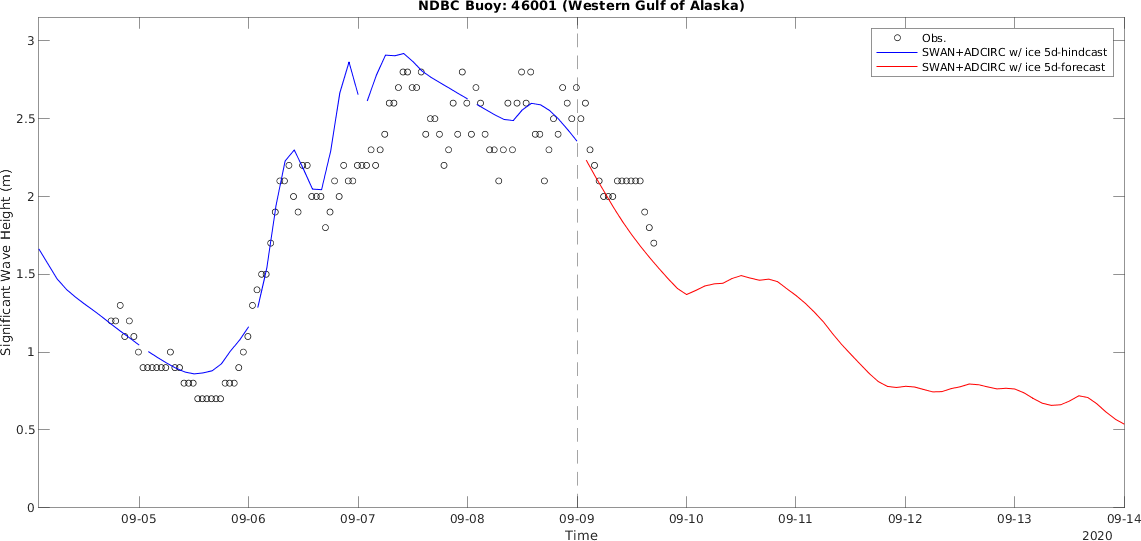 NDBC Buoy: 46001 (Western Gulf of Alaska)
Obs.
SWAN+ADCIRC w/ ice 5d-hindcast
SWAN+ADCIRC w/ ice 5d-forecast
Significant Wave Height (m)
3
2.5
2
1.5
1
0.5
0
09-05 09-06 09-07 09-08 09-09 09-10 09-11 09-12 09-13 09-14
Time
2020